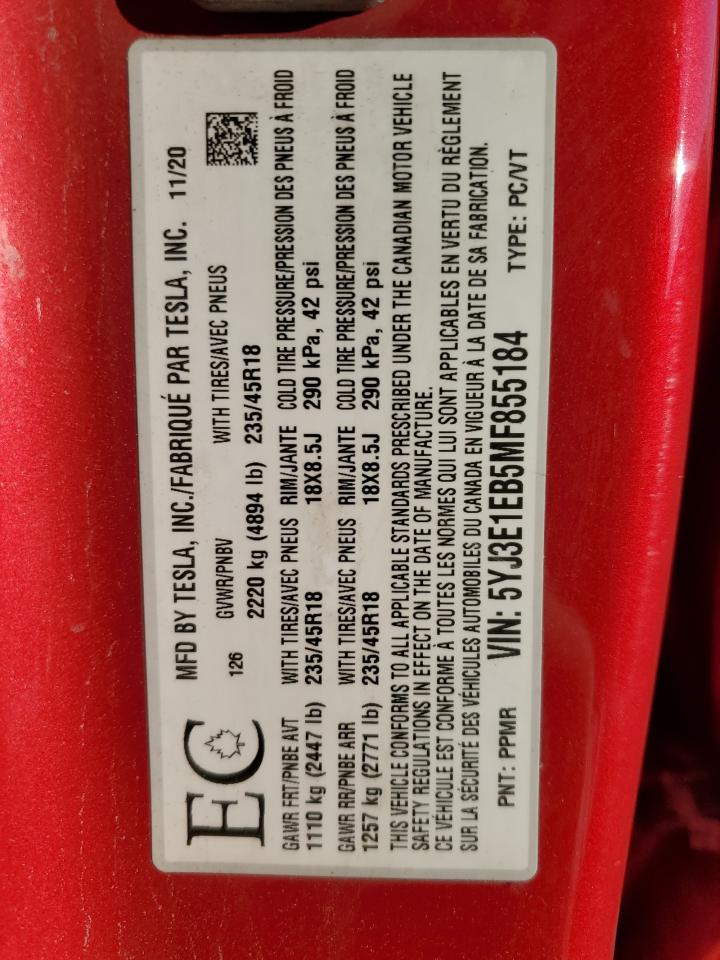 MFD BY TESLA, INC./FABRIQUÉ PAR TESLA, INC. 11/20
EC
126
GVWR/PNBV WITH TIRES/AVEC PNEUS
2220 kg (4894 lb) 235/45R18
GAWR FRT/PNBE AVT WITH TIRES/AVEC PNEUS RIM/JANTE COLD TIRE PRESSURE/PRESSION DES PNEUS À FROID
1110 kg (2447 lb) 235/45R18 18X8.5J 290 kPa, 42 psi
GAWR RR/PNBE ARR WITH TIRES/AVEC PNEUS RIM/JANTE COLD TIRE PRESSURE/PRESSION DES PNEUS À FROID
1257 kg (2771 lb) 235/45R18 18X8.5J 290 kPa, 42 psi
THIS VEHICLE CONFORMS TO ALL APPLICABLE STANDARDS PRESCRIBED UNDER THE CANADIAN MOTOR VEHICLE
SAFETY REGULATIONS IN EFFECT ON THE DATE OF MANUFACTURE.
CE VÉHICULE EST CONFORME À TOUTES LES NORMES QUI LUI SONT APPLICABLES EN VERTU DU RÈGLEMENT
SUR LA SÉCURITÉ DES VÉHICULES AUTOMOBILES DU CANADA EN VIGUEUR À LA DATE DE SA FABRICATION.
PNT: PPMR VIN: 5YJ3E1EB5MF855184 TYPE: PC/VT